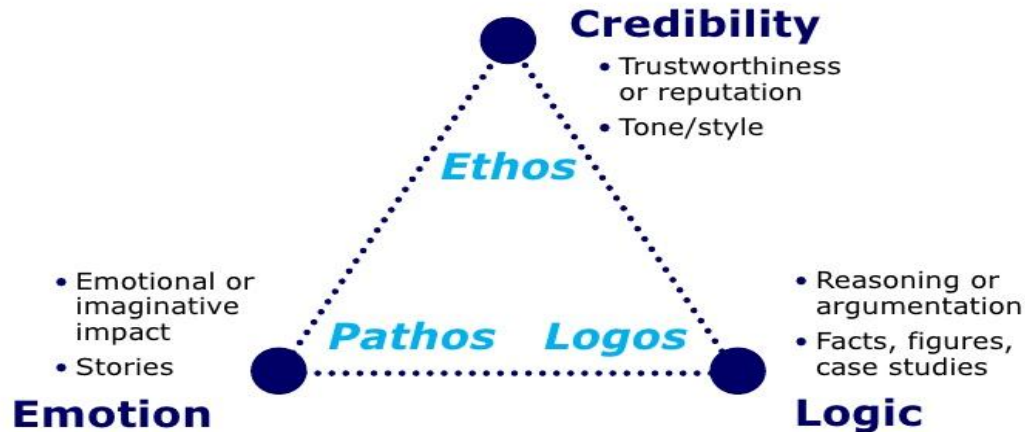 Credibility
• Trustworthiness
or reputation
• Tone/style
Ethos
• Emotional or
imaginative
impact
• Stories
Pathos
Logos
• Reasoning or
argumentation
• Facts, figures,
case studies
Emotion
Logic